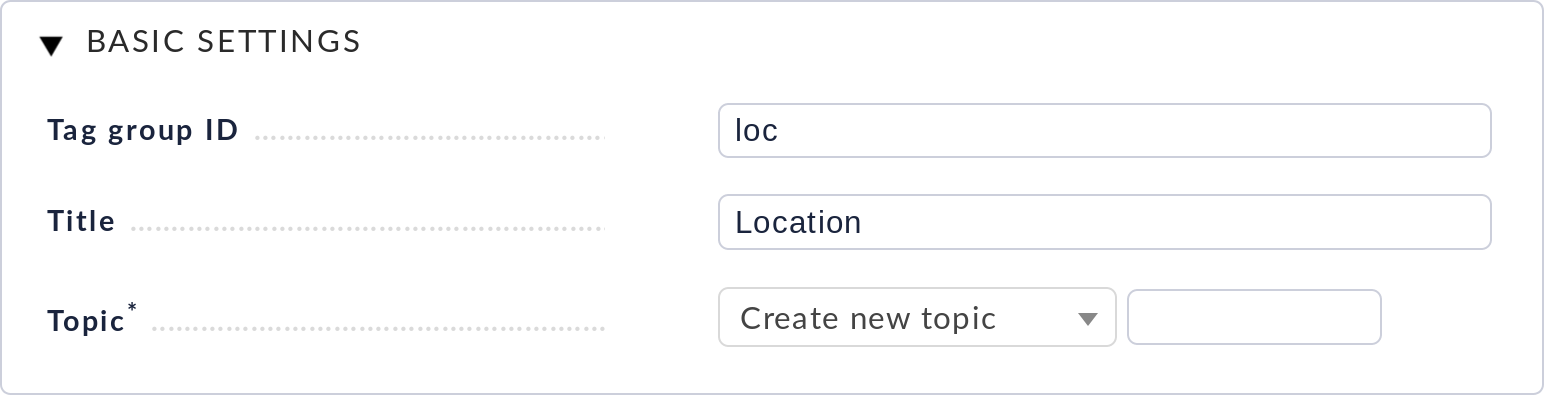 BASIC SETTINGS
Tag group ID loc
Title Location
Topic* Create new topic